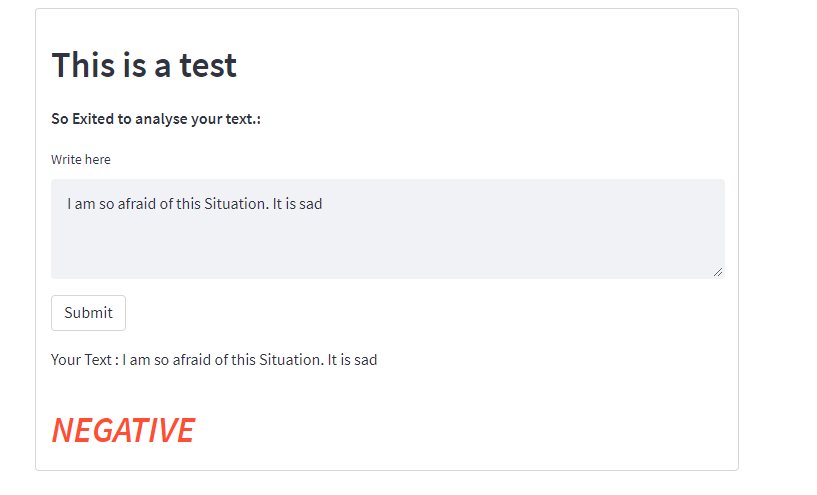 This is a test
So Exited to analyse your text.:
Write here
I am so afraid of this Situation. It is sad
Submit
Your Text : I am so afraid of this Situation. It is sad
NEGATIVE